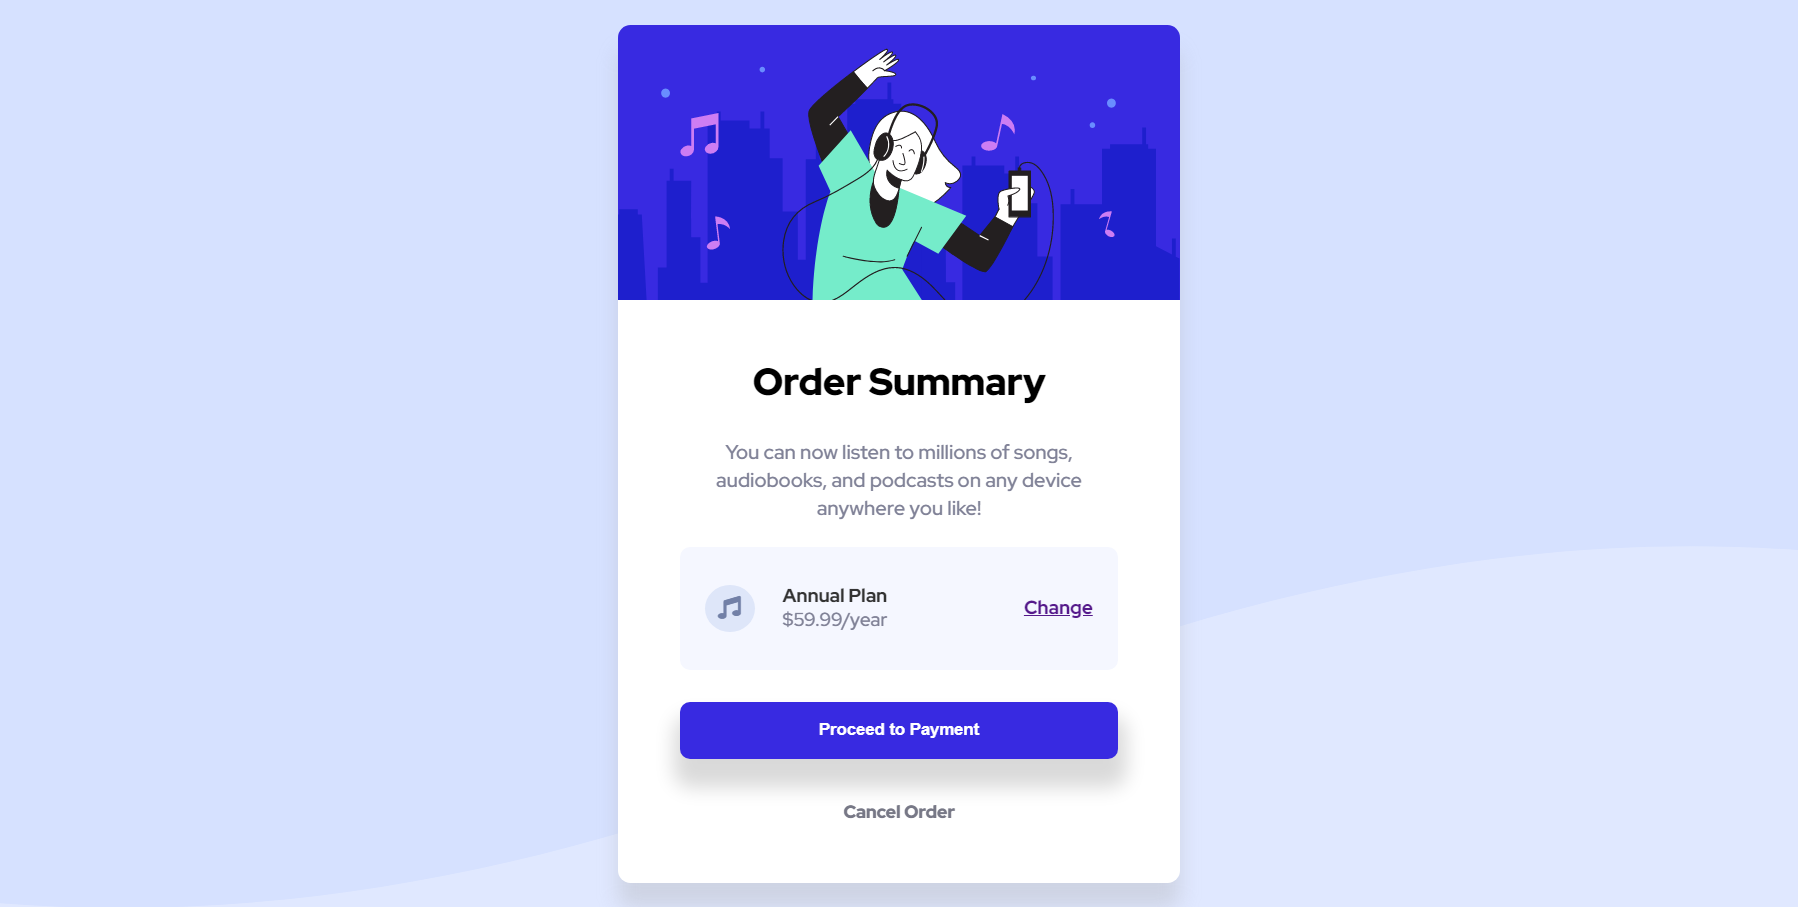 Order Summary
You can now listen to millions of songs,
audiobooks, and podcasts on any device
anywhere you like!
Annual Plan
$59.99/year
Change
Proceed to Payment
Cancel Order